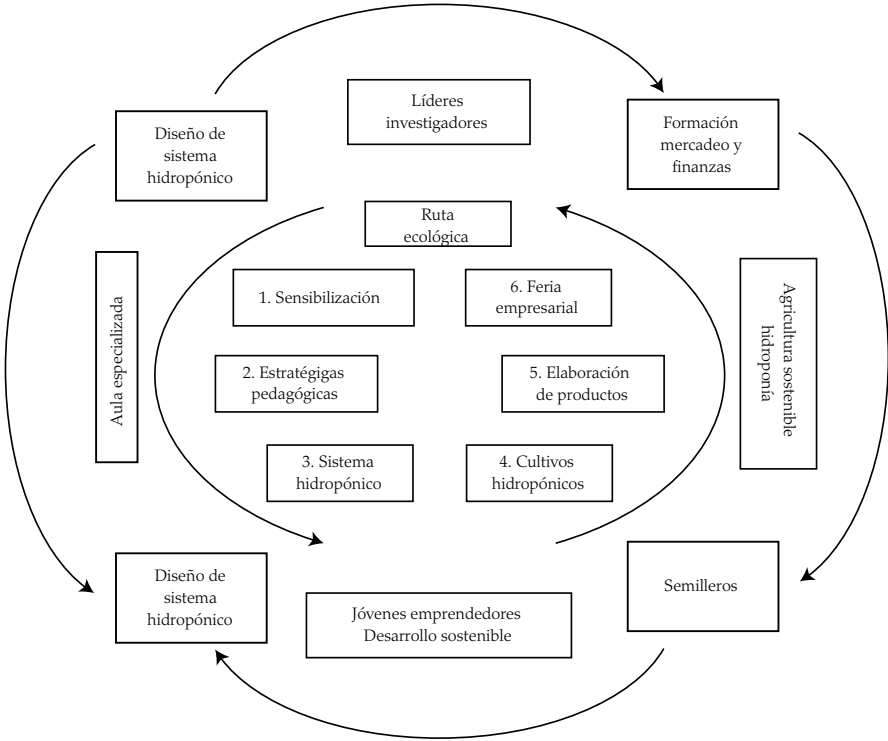 Líderes
investigadores
Diseño de
sistema
hidropónico
Formación
mercadeo y
finanzas
Ruta
ecológica
1. Sensibilización
6. Feria
empresarial
Aula especializada
Agricultura sostenible
hidroponía
2. Estratégigas
pedagógicas
5. Elaboración
de productos
3. Sistema
hidropónico
4. Cultivos
hidropónicos
Diseño de
sistema
hidropónico
Jóvenes emprendedores
Desarrollo sostenible
Semilleros